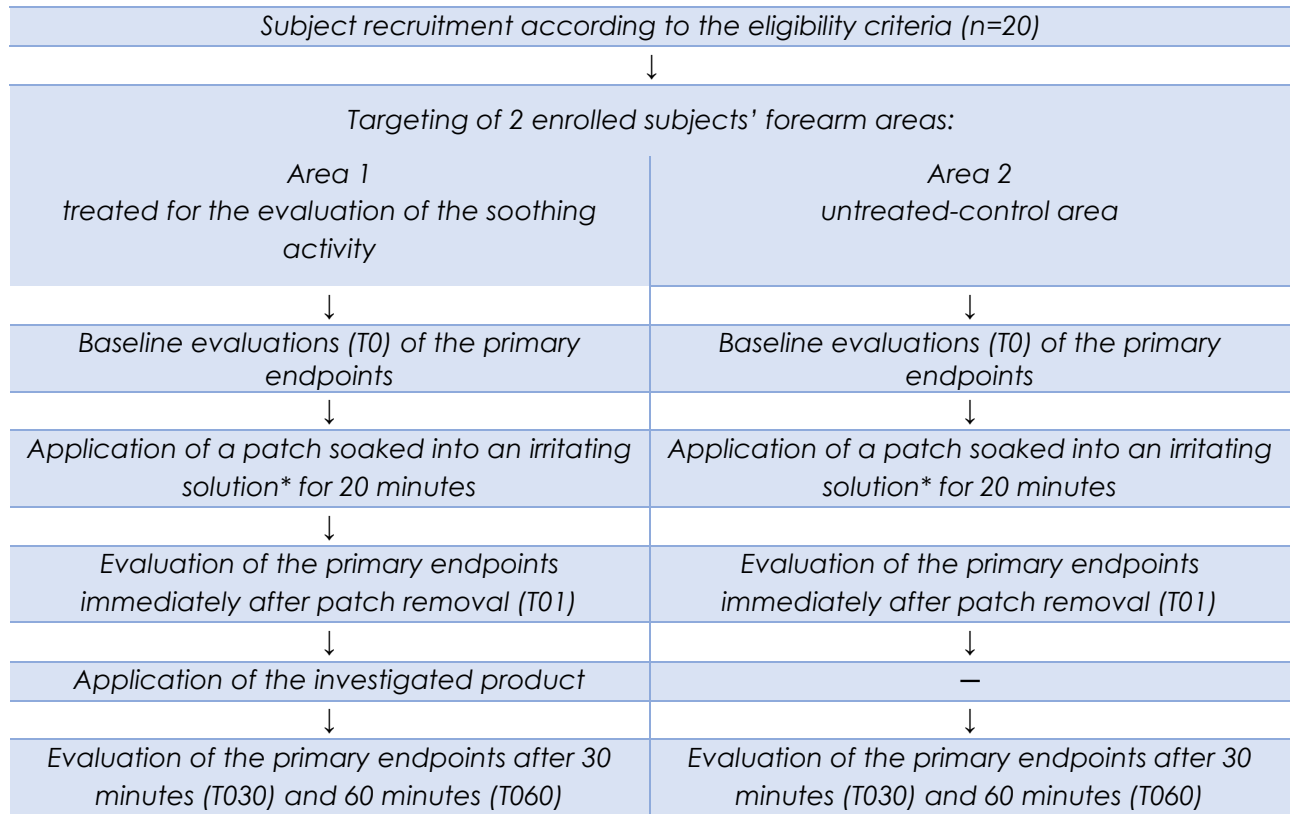 Subject recruitment according to the eligibility criteria (n=20)
↓
Targeting of 2 enrolled subjects' forearm areas:
Area 1
treated for the evaluation of the soothing
activity
Area 2
untreated-control area
↓
↓
Baseline evaluations (T0) of the primary
endpoints
Baseline evaluations (T0) of the primary
endpoints
↓
↓
Application of a patch soaked into an irritating
solution* for 20 minutes
Application of a patch soaked into an irritating
solution* for 20 minutes
↓
Evaluation of the primary endpoints
immediately after patch removal (T01)
Evaluation of the primary endpoints
immediately after patch removal (T01)
↓
↓
Application of the investigated product
—
↓
↓
Evaluation of the primary endpoints after 30
minutes (T030) and 60 minutes (T060)
Evaluation of the primary endpoints after 30
minutes (T030) and 60 minutes (T060)